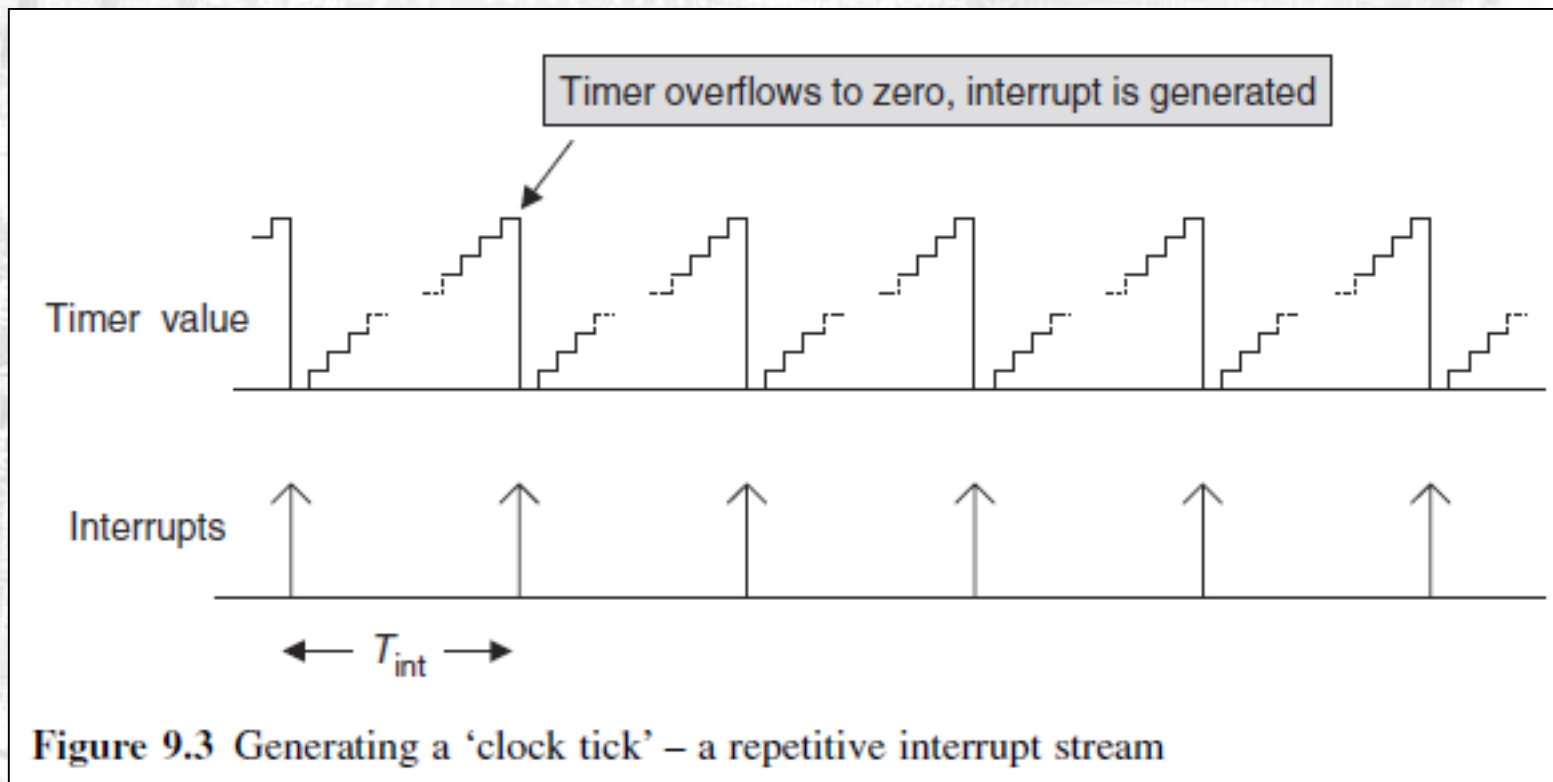 Timer overflows to zero, interrupt is generated
Timer value
Interrupts
Tint
Figure 9.3 Generating a ‘clock tick’ – a repetitive interrupt stream